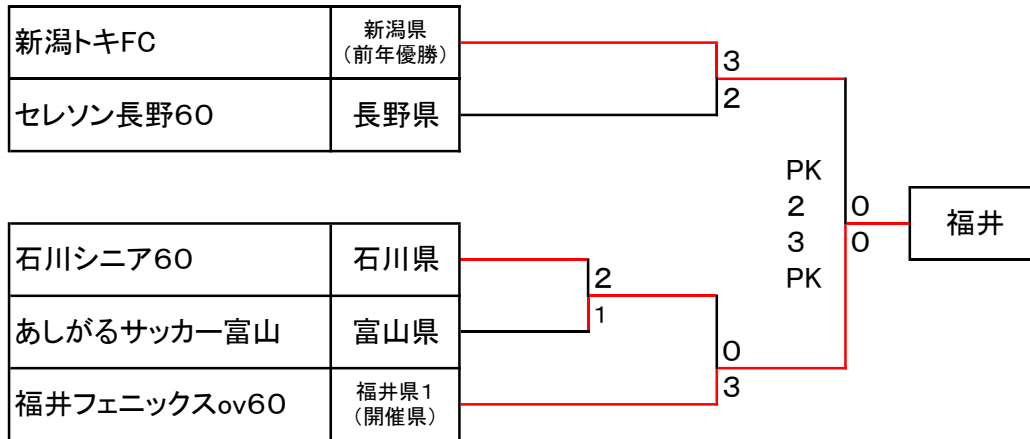 新潟トキFC
新潟県
（前年優勝）
3
セレソン長野６０
長野県
2
PK
2
3
PK
0
0
福井
石川シニア６０
石川県
2
あしがるサッカー富山
富山県
1
0
福井フェニックスov６０
福井県１
（開催県）
3